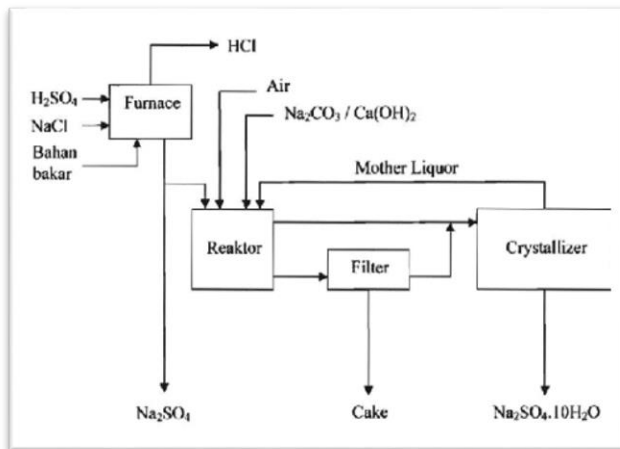 HCl
H₂SO₄
NaCl
Bahan
bakar
Furnace
Air
Na₂CO₃ / Ca(OH)₂
Mother Liquor
Reaktor
Filter
Crystallizer
Na₂SO₄
Cake
Na₂SO₄.10H₂O